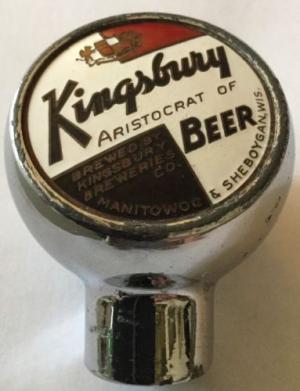 Kingsbury
ARISTOCRAT OF
BEER
BREWED BY
KINGSBURY
BREWERIES
CO.
MANITOWOC & SHEBOYGAN, WIS.